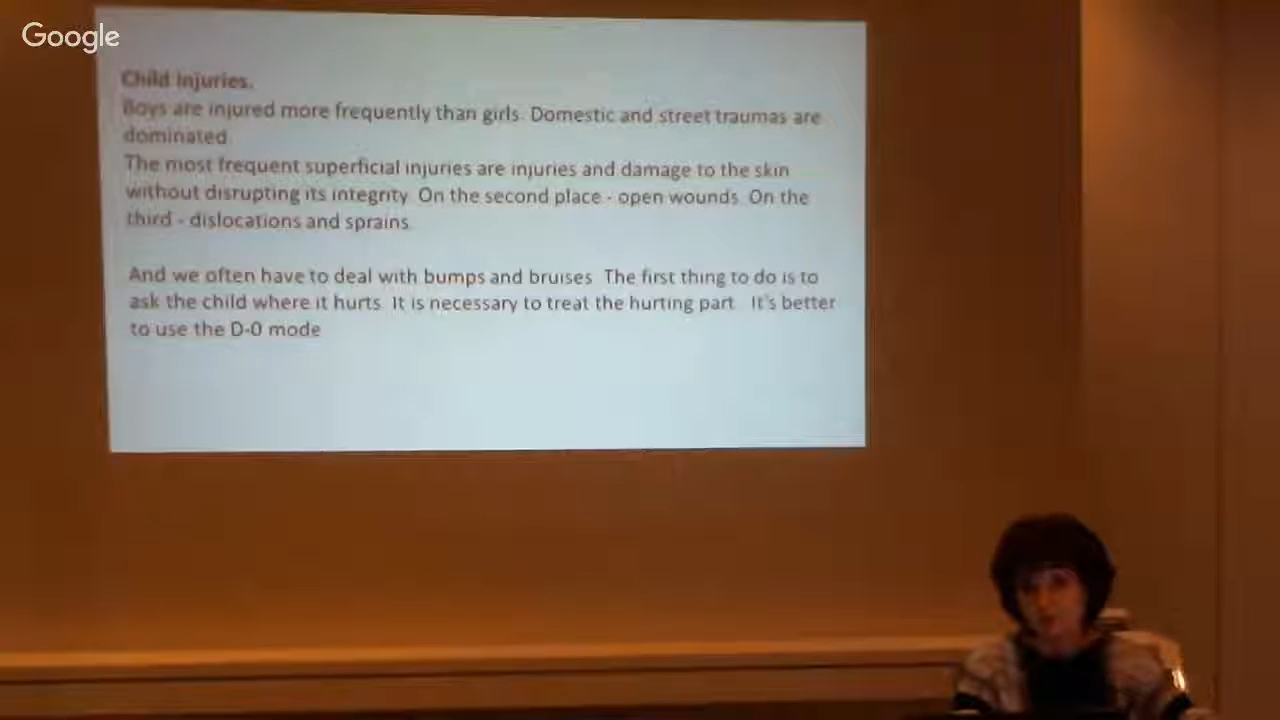 Google
Child Injuries.
Boys are injured more frequently than girls. Domestic and street traumas are
dominated.
The most frequent superficial injuries are injuries and damage to the skin
without disrupting its integrity. On the second place - open wounds. On the
third - dislocations and sprains.
And we often have to deal with bumps and bruises. The first thing to do is to
ask the child where it hurts. It is necessary to treat the hurting part. It's better
to use the D-0 mode